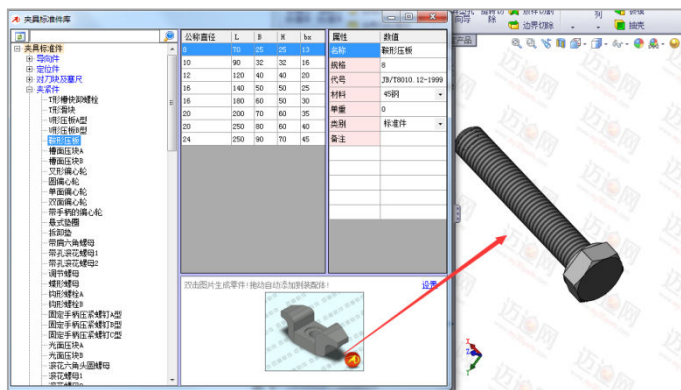 夹具标准件库
夹具标准件
导向件
定位件
对刀块及塞尺
夹紧件
T形槽快卸螺栓
T形滑块
V形压板A型
V形压板B型
鞍形压板
槽面压块A
槽面压块B
叉形偏心轮
圆偏心轮
单面偏心轮
双面偏心轮
带手柄的偏心轮
悬式垫圈
拆卸垫
带肩六角螺母
带孔滚花螺母1
带孔滚花螺母2
调节螺母
蝶形螺母
钩形螺栓A
钩形螺栓B
固定手柄压紧螺钉A型
固定手柄压紧螺钉B型
固定手柄压紧螺钉C型
光面压块A
光面压块B
滚花六角头圆螺母
滚花螺母1
公称直径 L B H bx
8 70 25 25 13
10 90 32 32 16
12 120 40 40 20
16 140 50 50 25
16 180 60 50 30
20 200 70 60 35
20 250 80 60 40
24 250 90 70 45
属性 数值
名称 鞍形压板
规格 8
代号 JB/T8010.12-1999
材料 45钢
单重 0
类别 标准件
备注
双击图片生成零件!拖动自动添加到装配体!
设置
向导
除
边界切除
列
抽壳
产品
迈迪网